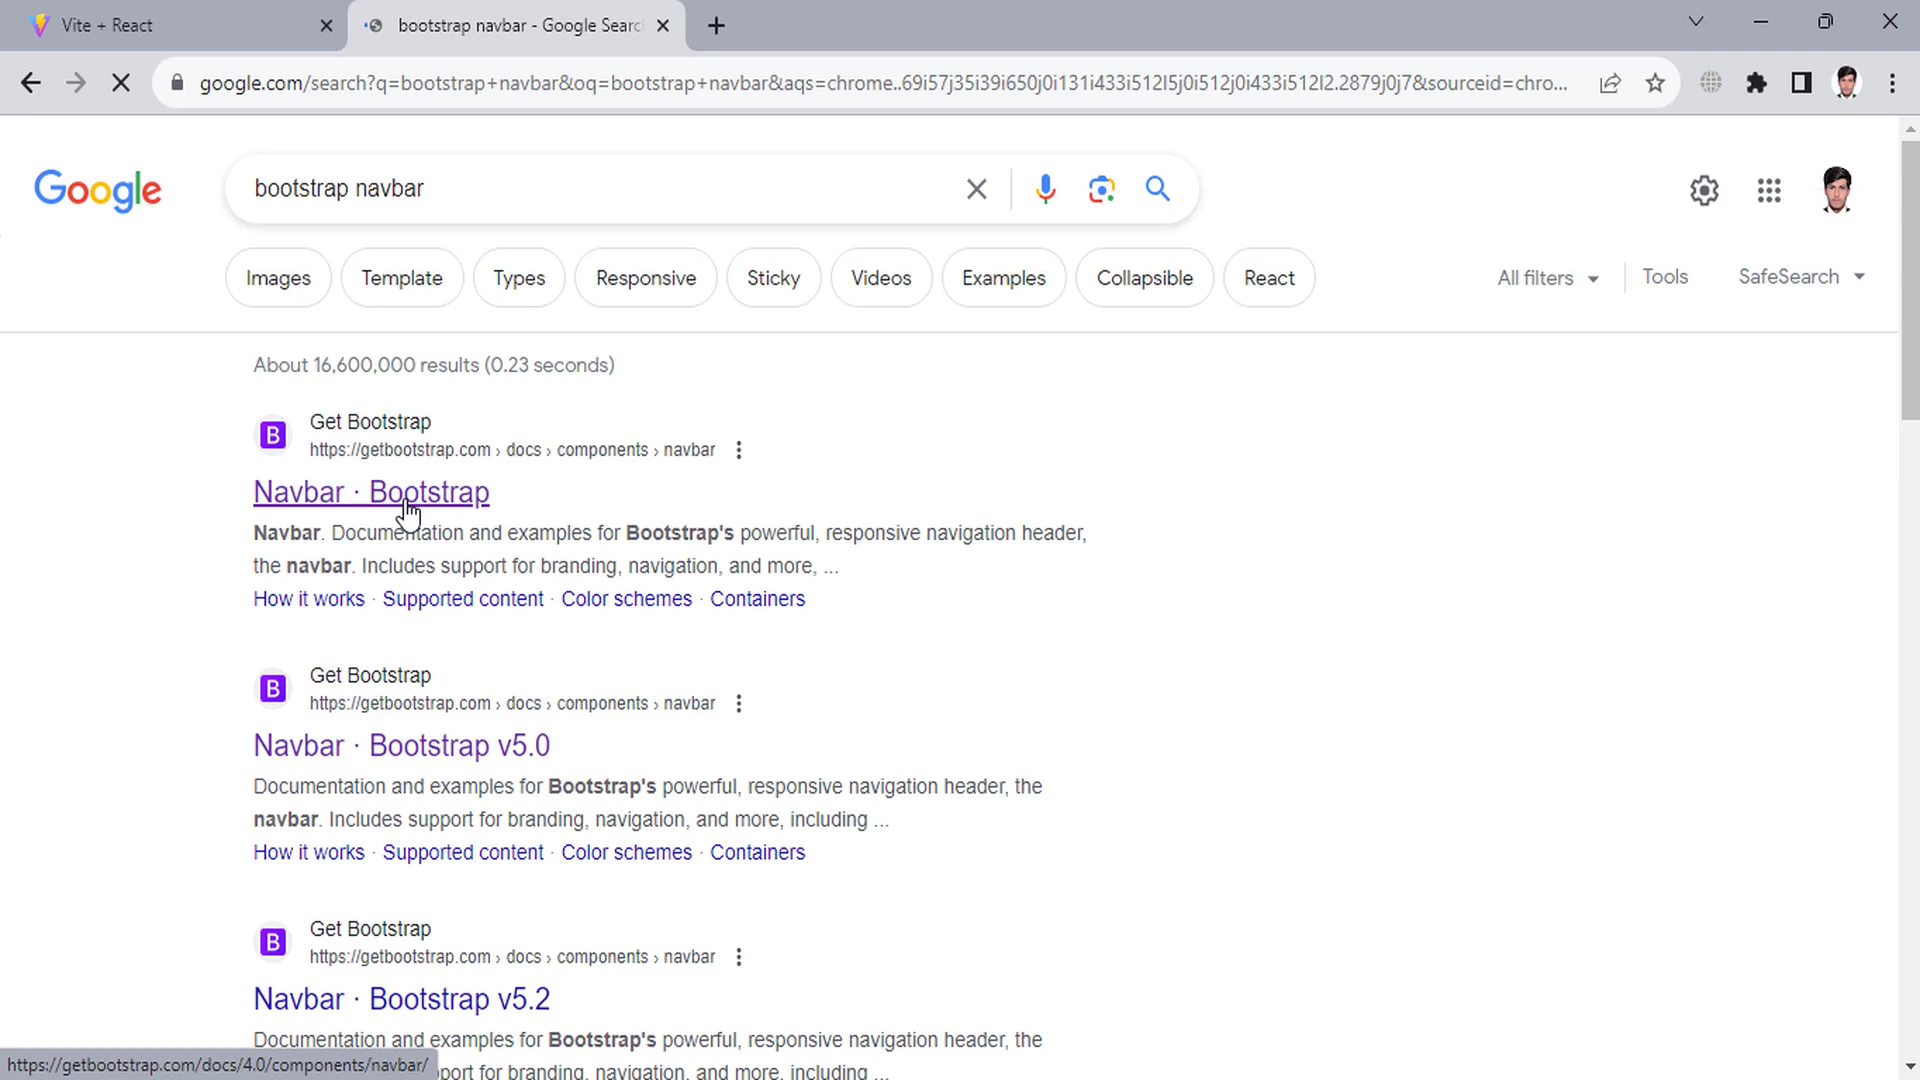 Vite + React
bootstrap navbar - Google Searc
google.com/search?q=bootstrap+navbar&oq=bootstrap+navbar&aqs=chrome..69i57j35i39i650j0i131i433i512l5j0i512j0i433i512l2.2879j0j7&sourceid=chro...
Google
bootstrap navbar
Images
Template
Types
Responsive
Sticky
Videos
Examples
Collapsible
React
All filters
Tools
SafeSearch
About 16,600,000 results (0.23 seconds)
B
Get Bootstrap
https://getbootstrap.com › docs › components › navbar
Navbar · Bootstrap
Navbar. Documentation and examples for Bootstrap's powerful, responsive navigation header,
the navbar. Includes support for branding, navigation, and more, ...
How it works · Supported content · Color schemes · Containers
B
Get Bootstrap
https://getbootstrap.com › docs › components › navbar
Navbar · Bootstrap v5.0
Documentation and examples for Bootstrap's powerful, responsive navigation header, the
navbar. Includes support for branding, navigation, and more, including ...
How it works · Supported content · Color schemes · Containers
B
Get Bootstrap
https://getbootstrap.com › docs › components › navbar
Navbar · Bootstrap v5.2
Documentation and examples for Bootstrap's powerful, responsive navigation header, the
port for branding, navigation, and more, including ...
https://getbootstrap.com/docs/4.0/components/navbar/